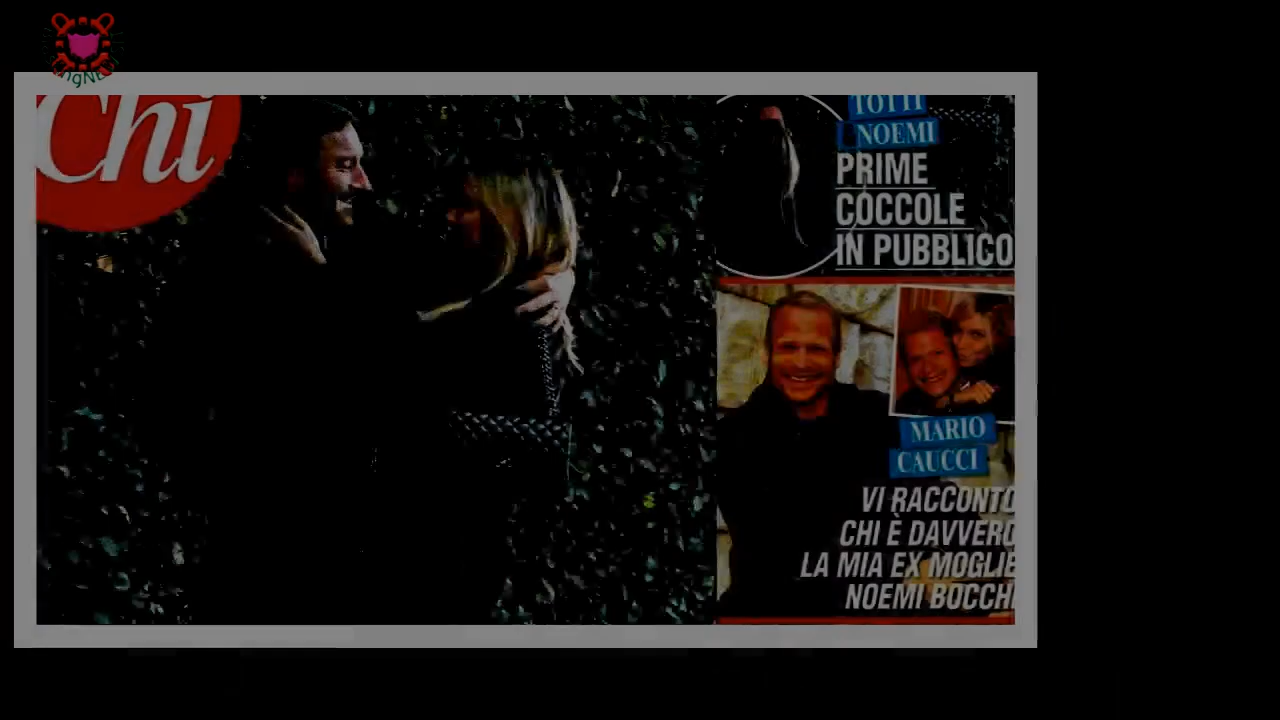 Chi
TOTTI
NOEMI
PRIME
COCCOLE
IN PUBBLICO
MARIO
CAUCCI
VI RACCONTO
CHI È DAVVERO
LA MIA EX MOGLIE
NOEMI BOCCHI